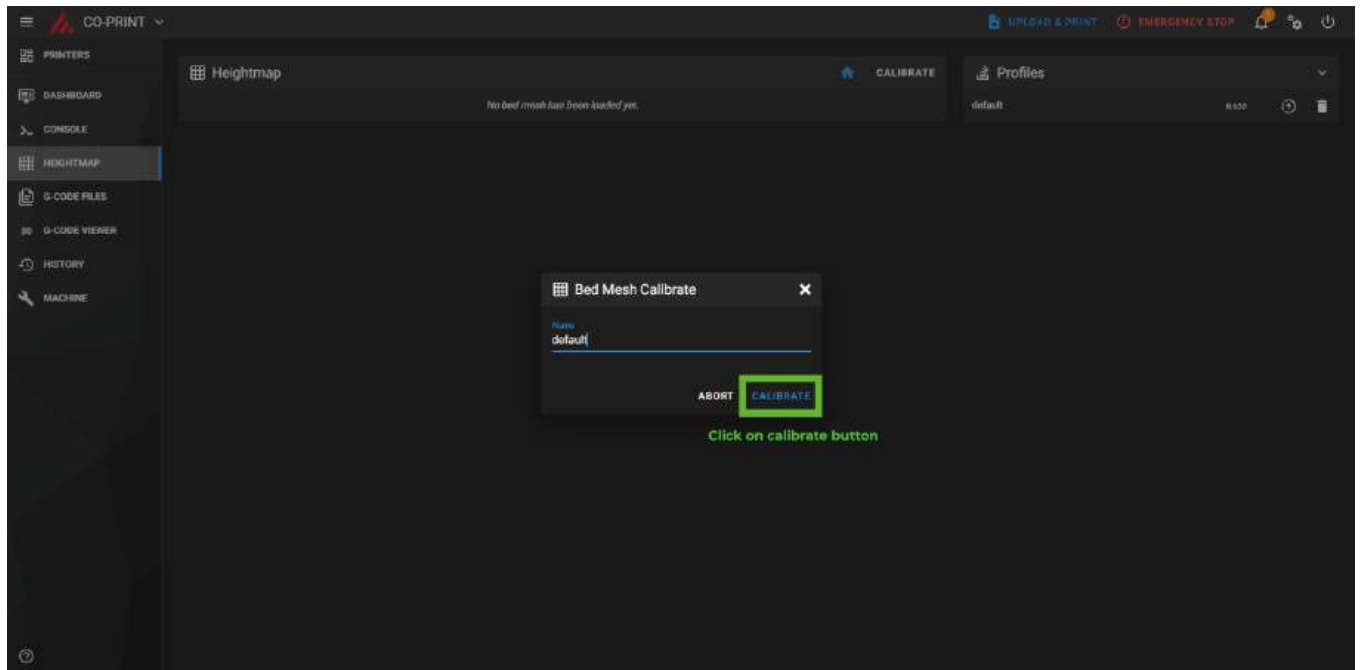 CO-PRINT
UPLOAD & PRINT
EMERGENCY STOP
PRINTERS
Heightmap
CALIBRATE
Profiles
DASHBOARD
No bed mesh has been loaded yet.
default
CONSOLE
HEIGHTMAP
G-CODE FILES
3D G-CODE VIEWER
HISTORY
MACHINE
Bed Mesh Calibrate
Name
default
ABORT CALIBRATE
Click on calibrate button